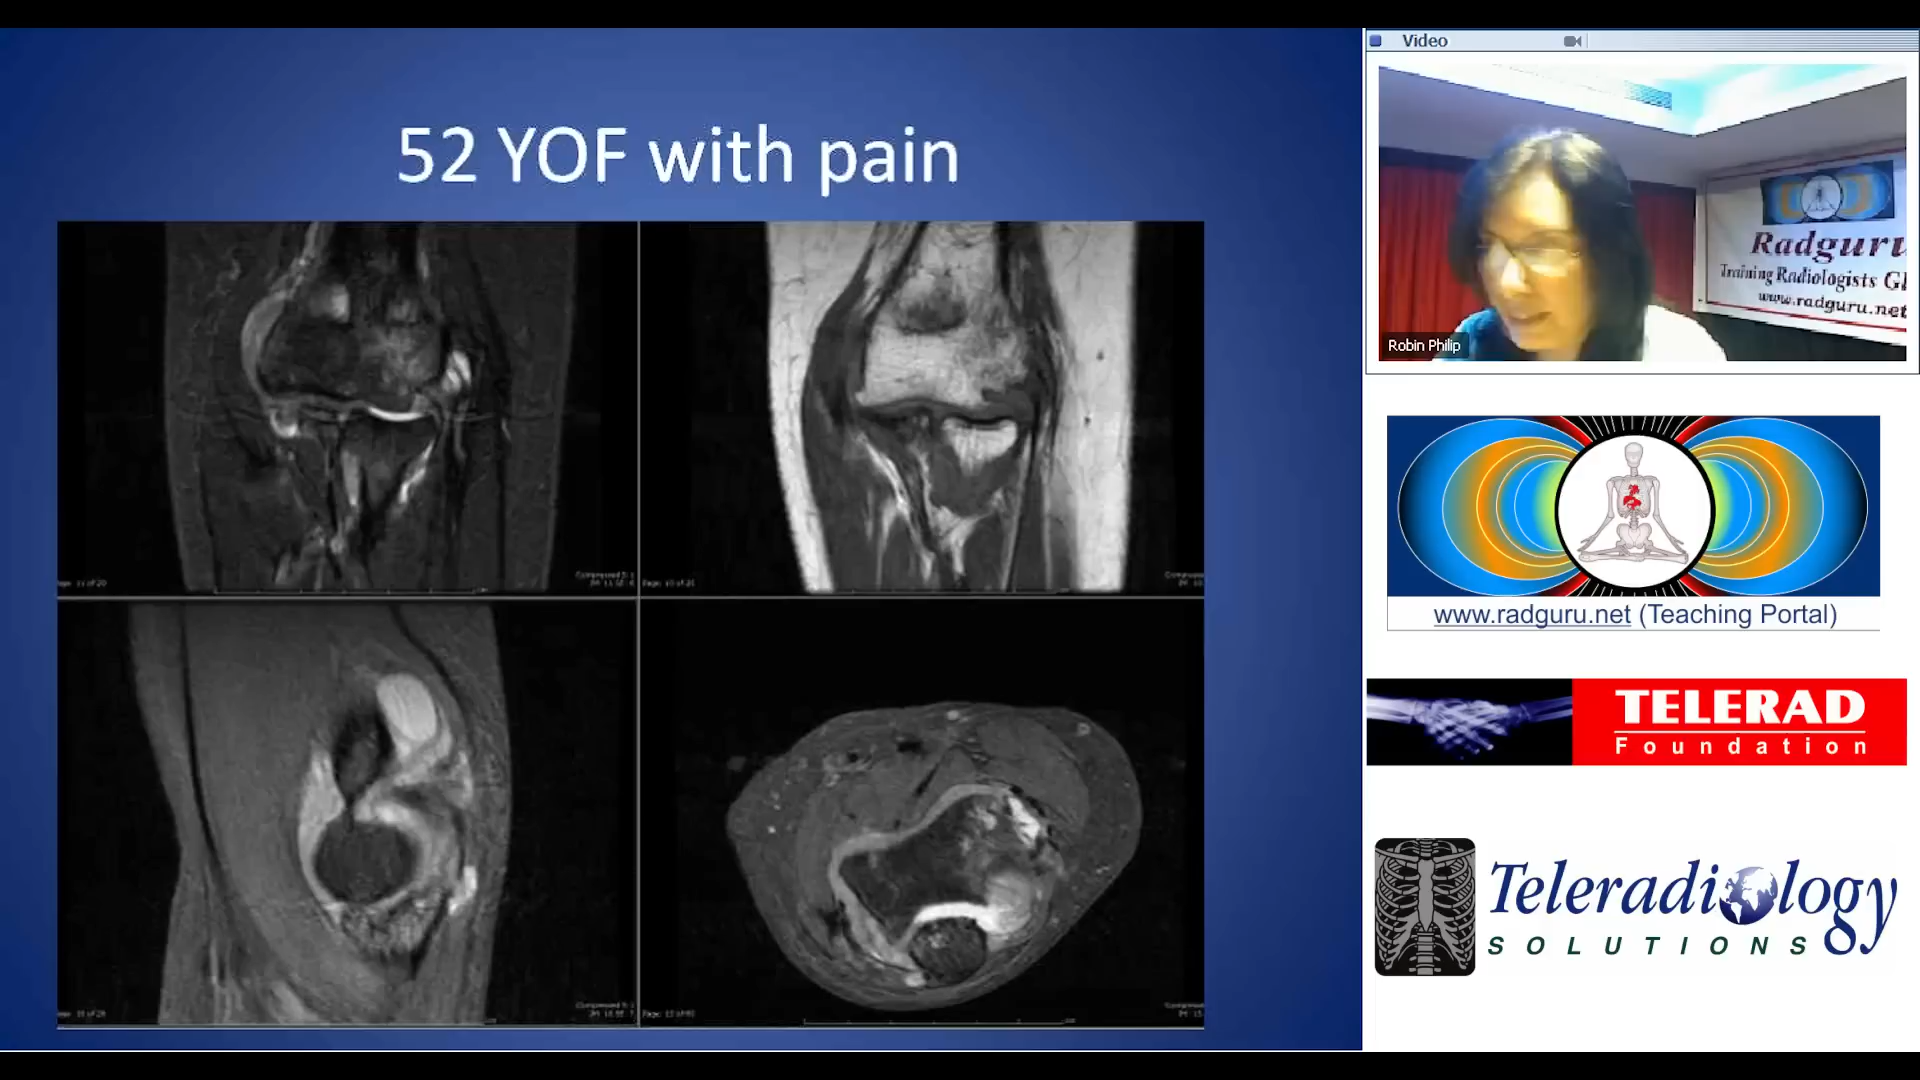 52 YOF with pain
Video
Radguru
Training Radiologists Gl
www.radguru.net
Robin Philip
www.radguru.net (Teaching Portal)
TELERAD
Foundation
Teleradiology
SOLUTIONS